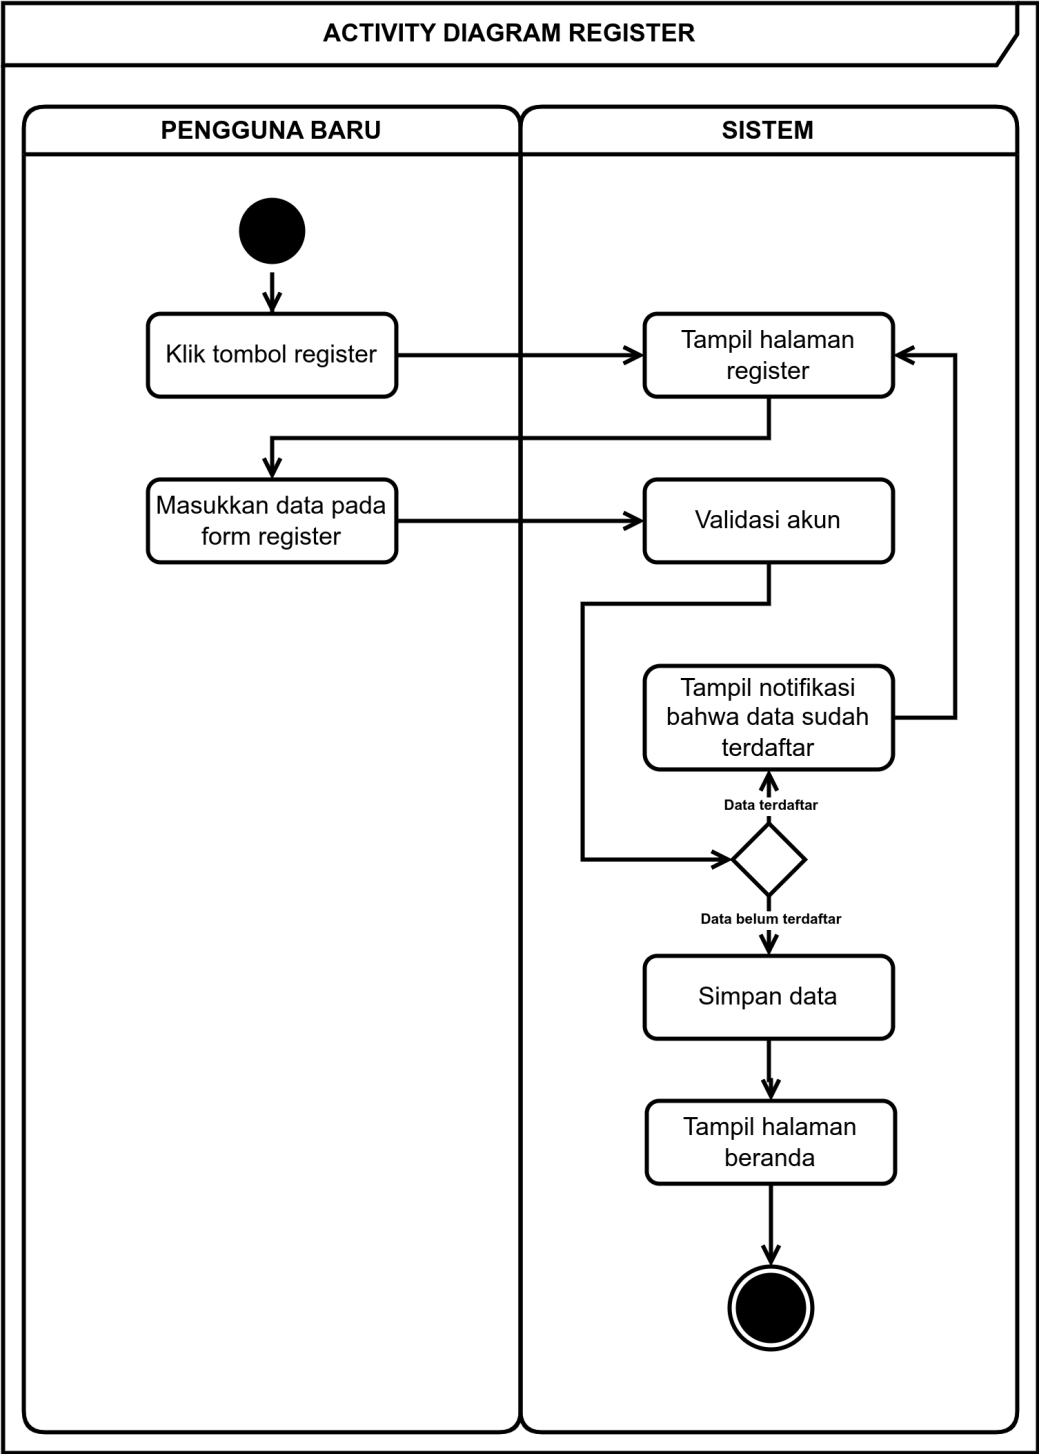 ACTIVITY DIAGRAM REGISTER
PENGGUNA BARU
SISTEM
Klik tombol register
Tampil halaman
register
Masukkan data pada
form register
Validasi akun
Tampil notifikasi
bahwa data sudah
terdaftar
Data terdaftar
Data belum terdaftar
Simpan data
Tampil halaman
beranda